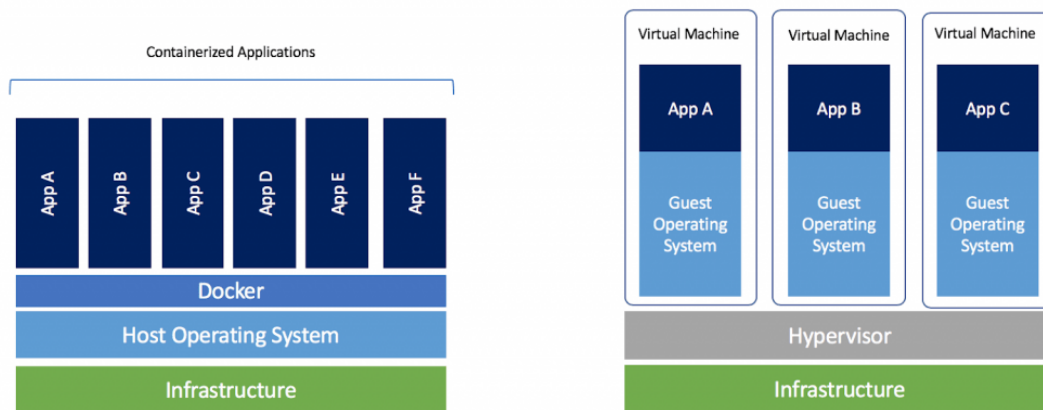 Containerized Applications
App A
App B
App C
App D
App E
App F
Docker
Host Operating System
Infrastructure
Virtual Machine
App A
Guest
Operating
System
Virtual Machine
App B
Guest
Operating
System
Virtual Machine
App C
Guest
Operating
System
Hypervisor
Infrastructure